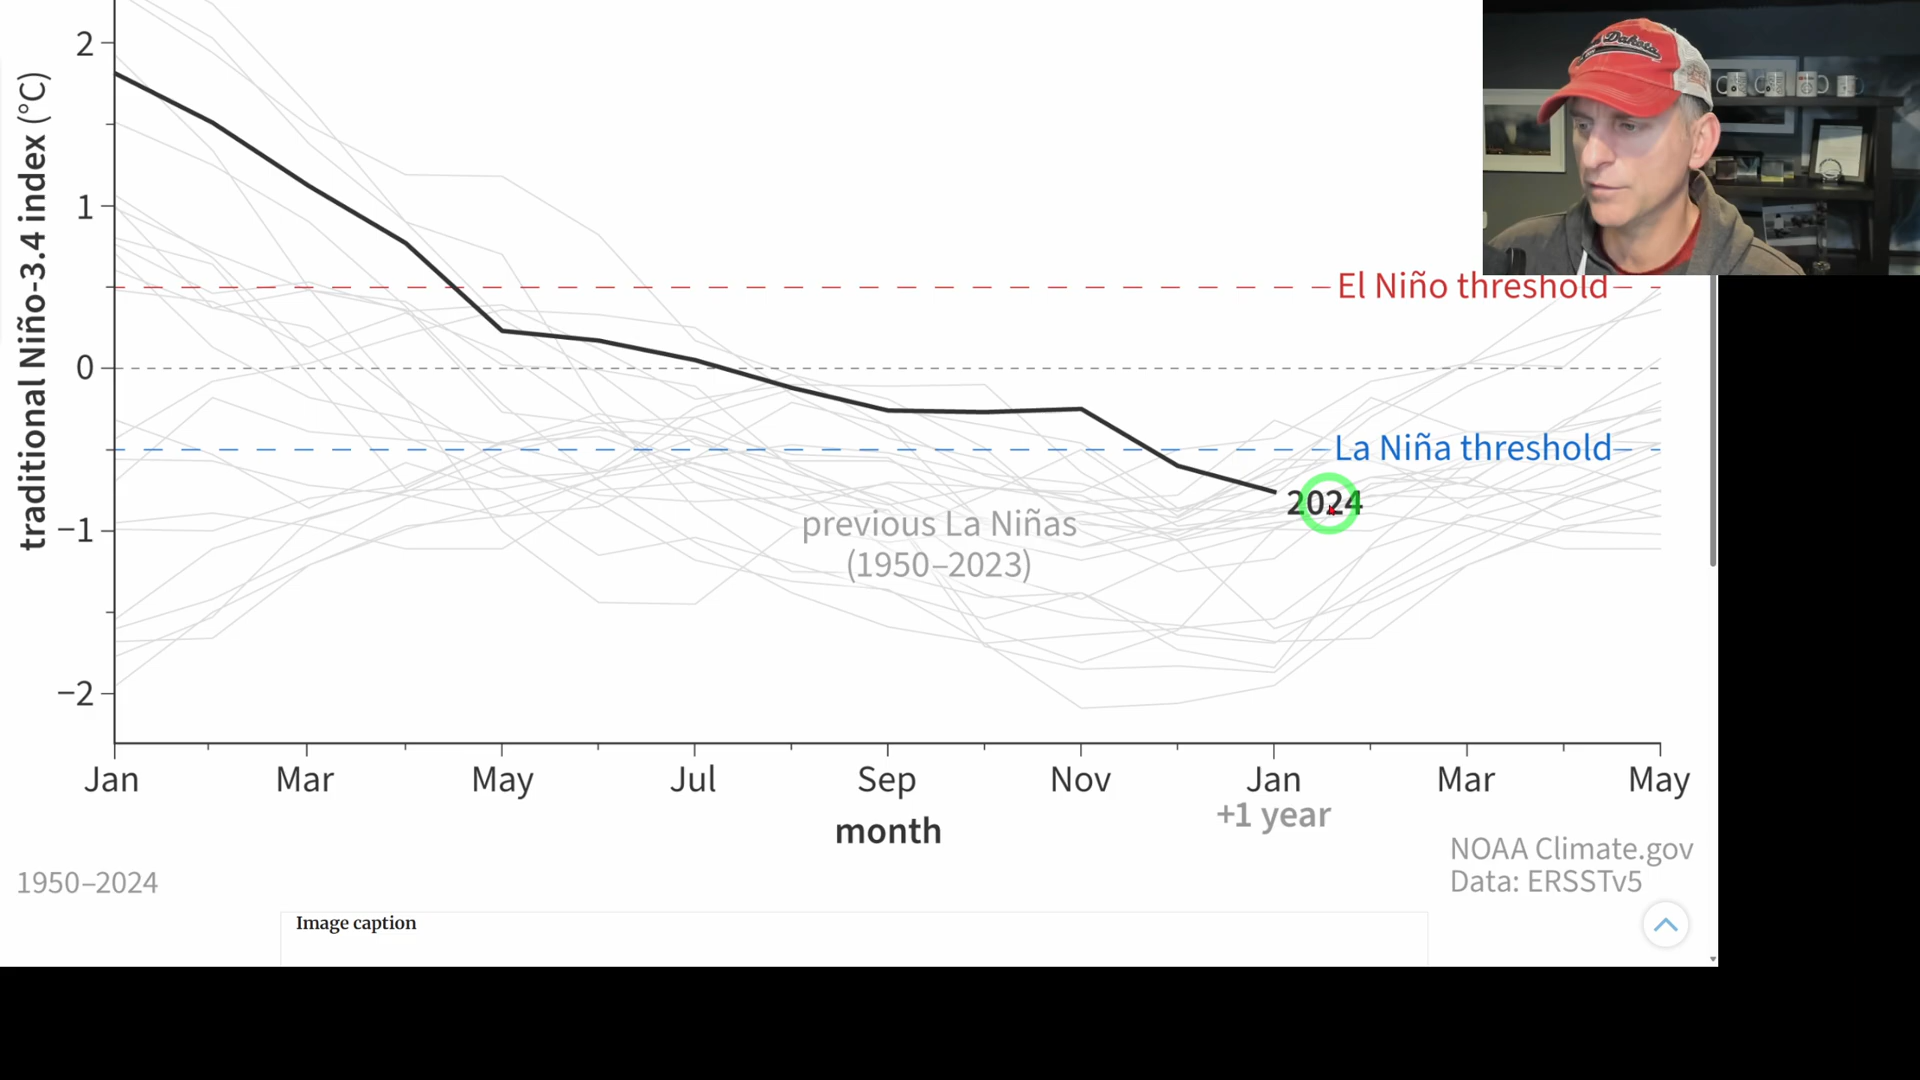 2
1
0
−1
−2
traditional Niño-3.4 index (°C)
Dakota
El Niño threshold
La Niña threshold
2024
previous La Niñas
(1950–2023)
Jan
Mar
May
Jul
Sep
Nov
Jan
Mar
May
+1 year
month
NOAA Climate.gov
Data: ERSSTv5
1950–2024
Image caption